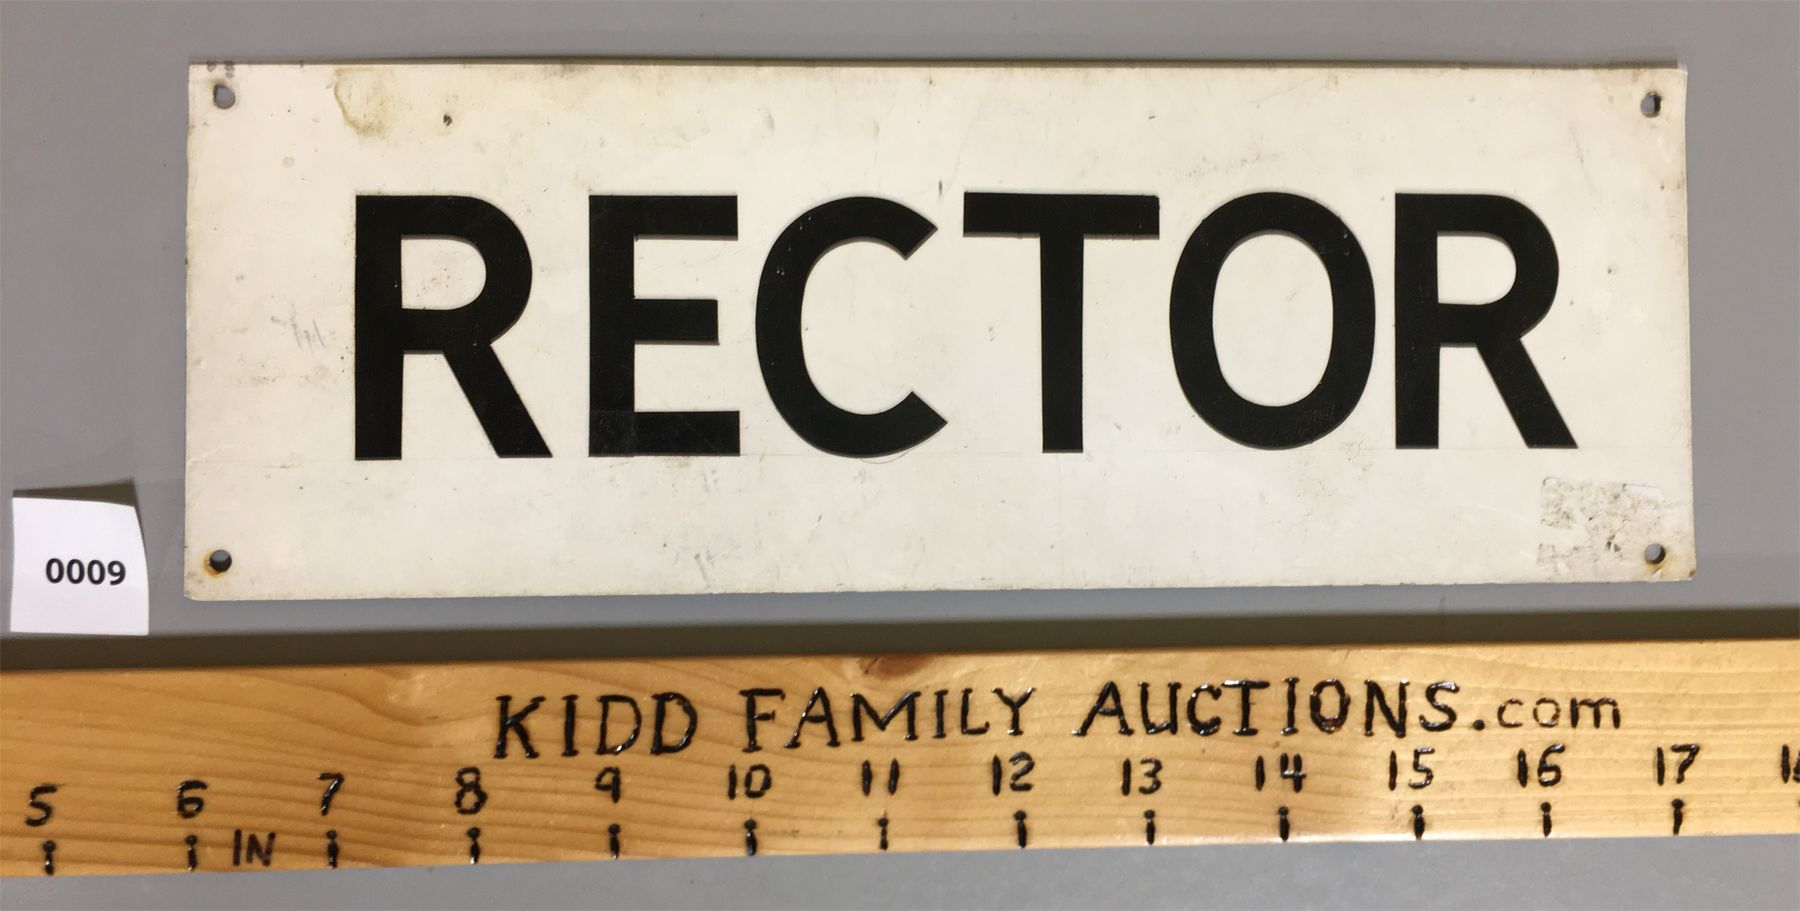 RECTOR
0009
KIDD FAMILY AUCTIONS.com
5 6 7 8 9 10 11 12 13 14 15 16 17
IN